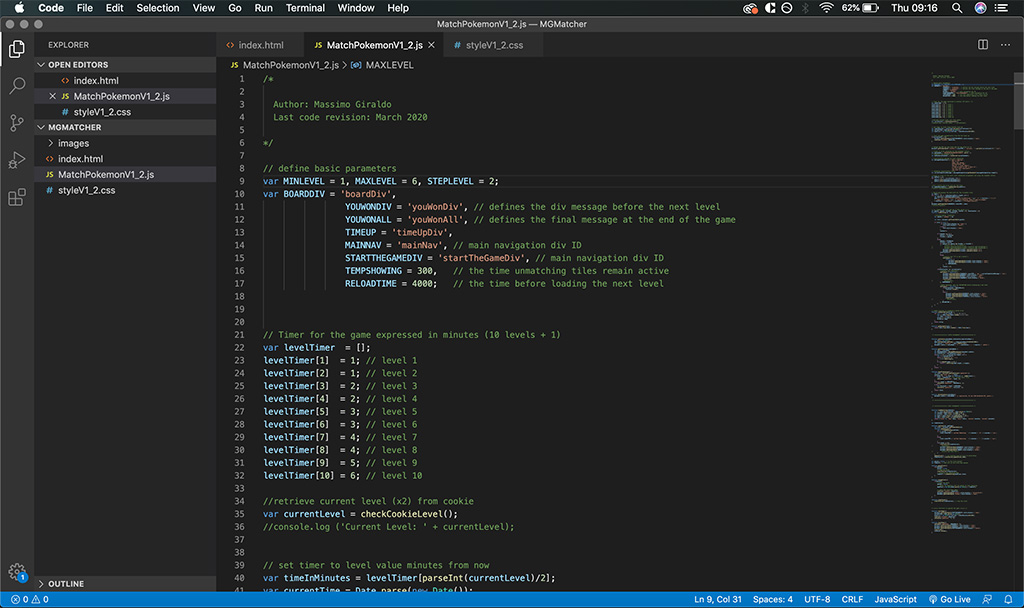 Code File Edit Selection View Go Run Terminal Window Help 62% Thu 09:16
MatchPokemonV1_2.js — MGMatcher
EXPLORER
OPEN EDITORS
index.html
MatchPokemonV1_2.js
styleV1_2.css
MGMATCHER
images
index.html
MatchPokemonV1_2.js
styleV1_2.css
OUTLINE
index.html MatchPokemonV1_2.js styleV1_2.css
MatchPokemonV1_2.js > MAXLEVEL
1 /*
2
3 Author: Massimo Giraldo
4 Last code revision: March 2020
5
6 */
7
8 // define basic parameters
9 var MINLEVEL = 1, MAXLEVEL = 6, STEPLEVEL = 2;
10 var BOARDDIV = 'boardDiv',
11 YOUWONDIV = 'youWonDiv', // defines the div message before the next level
12 YOUWONALL = 'youWonAll', // defines the final message at the end of the game
13 TIMEUP = 'timeUpDiv',
14 MAINNAV = 'mainNav', // main navigation div ID
15 STARTTHEGAMEDIV = 'startTheGameDiv', // main navigation div ID
16 TEMPSHOWING = 300, // the time unmatching tiles remain active
17 RELOADTIME = 4000; // the time before loading the next level
18
19
20
21 // Timer for the game expressed in minutes (10 levels + 1)
22 var levelTimer = [];
23 levelTimer[1] = 1; // level 1
24 levelTimer[2] = 1; // level 2
25 levelTimer[3] = 2; // level 3
26 levelTimer[4] = 2; // level 4
27 levelTimer[5] = 3; // level 5
28 levelTimer[6] = 3; // level 6
29 levelTimer[7] = 4; // level 7
30 levelTimer[8] = 4; // level 8
31 levelTimer[9] = 5; // level 9
32 levelTimer[10] = 6; // level 10
33
34 //retrieve current level (x2) from cookie
35 var currentLevel = checkCookieLevel();
36 //console.log ('Current Level: ' + currentLevel);
37
38
39 // set timer to level value minutes from now
40 var timeInMinutes = levelTimer[parseInt(currentLevel)/2];
41 var currentTime = Date.parse(new Date());
1
0 0 Ln 9, Col 31 Spaces: 4 UTF-8 CRLF JavaScript Go Live